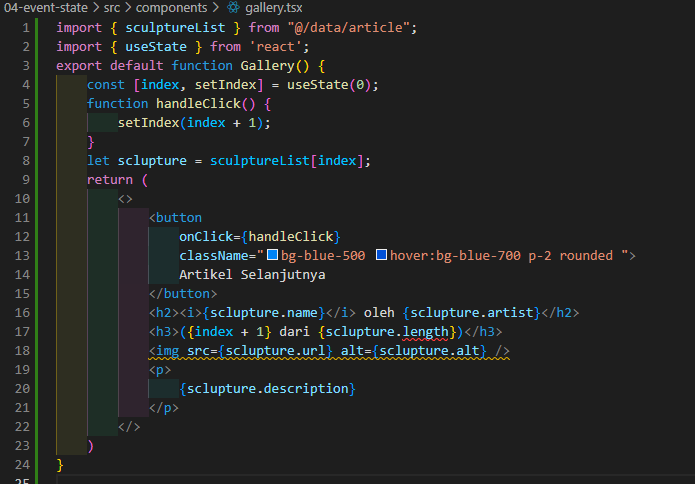 04-event-state > src > components > gallery.tsx
1 import { sculptureList } from "@/data/article";
2 import { useState } from 'react';
3 export default function Gallery() {
4 const [index, setIndex] = useState(0);
5 function handleClick() {
6 setIndex(index + 1);
7 }
8 let sclupture = sculptureList[index];
9 return (
10 <>
11 <button
12 onClick={handleClick}
13 className="bg-blue-500 hover:bg-blue-700 p-2 rounded ">
14 Artikel Selanjutnya
15 </button>
16 <h2><i>{sclupture.name}</i> oleh {sclupture.artist}</h2>
17 <h3>({index + 1} dari {sclupture.length})</h3>
18 <img src={sclupture.url} alt={sclupture.alt} />
19 <p>
20 {sclupture.description}
21 </p>
22 </>
23 )
24 }
25